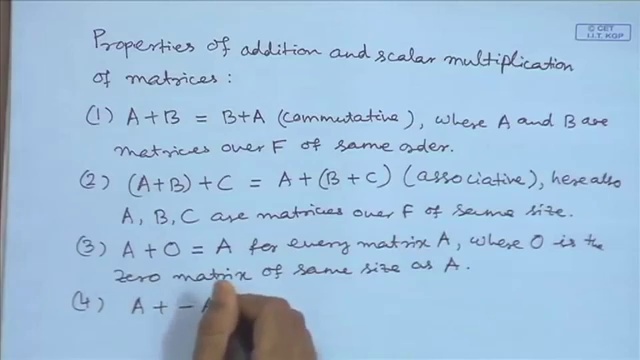 © CET
I.I.T. KGP
Properties of addition and scalar multiplication
of matrices :
(1) A+B = B+A (commutative), where A and B are
matrices over F of same order.
(2) (A+B)+C = A+(B+C) (associative), here also
A, B, C are matrices over F of same size.
(3) A+0 = A for every matrix A, where 0 is the
zero matrix of same size as A.
(4) A + - A